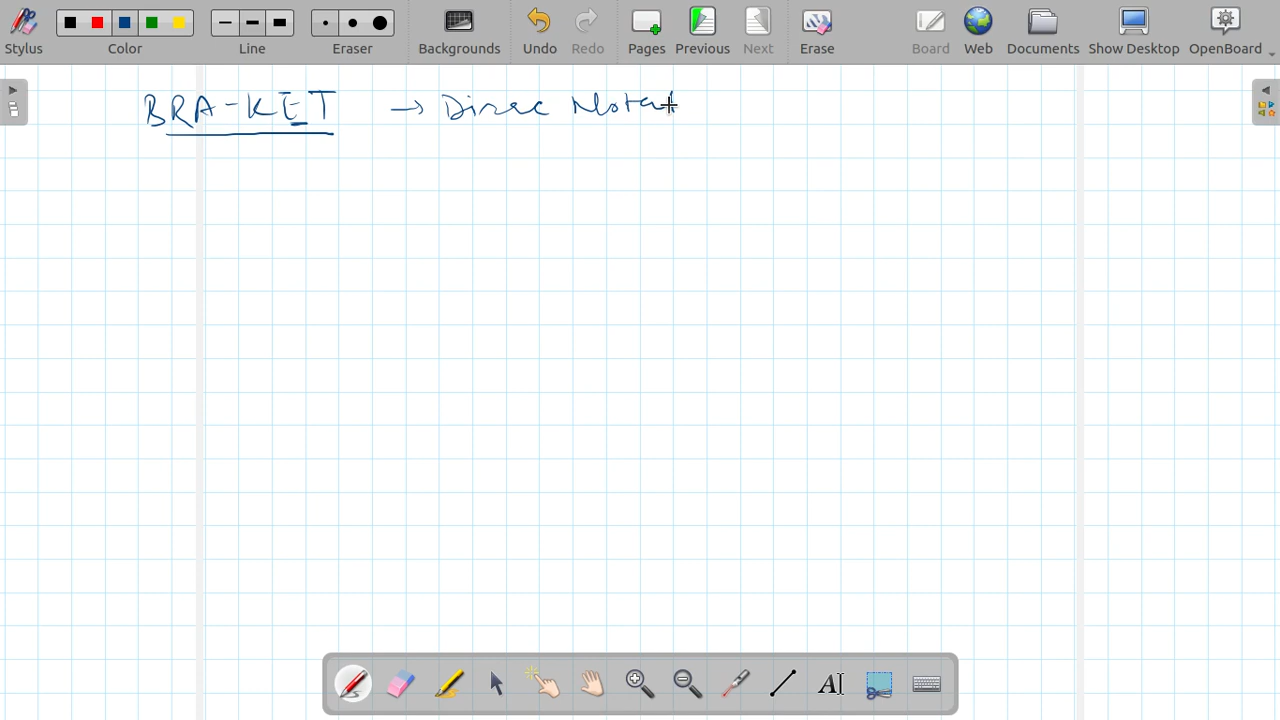 Stylus Color Line Eraser Backgrounds Undo Redo Pages Previous Next Erase Board Web Documents Show Desktop OpenBoard
BRA-KET → Dirac Notat
AI